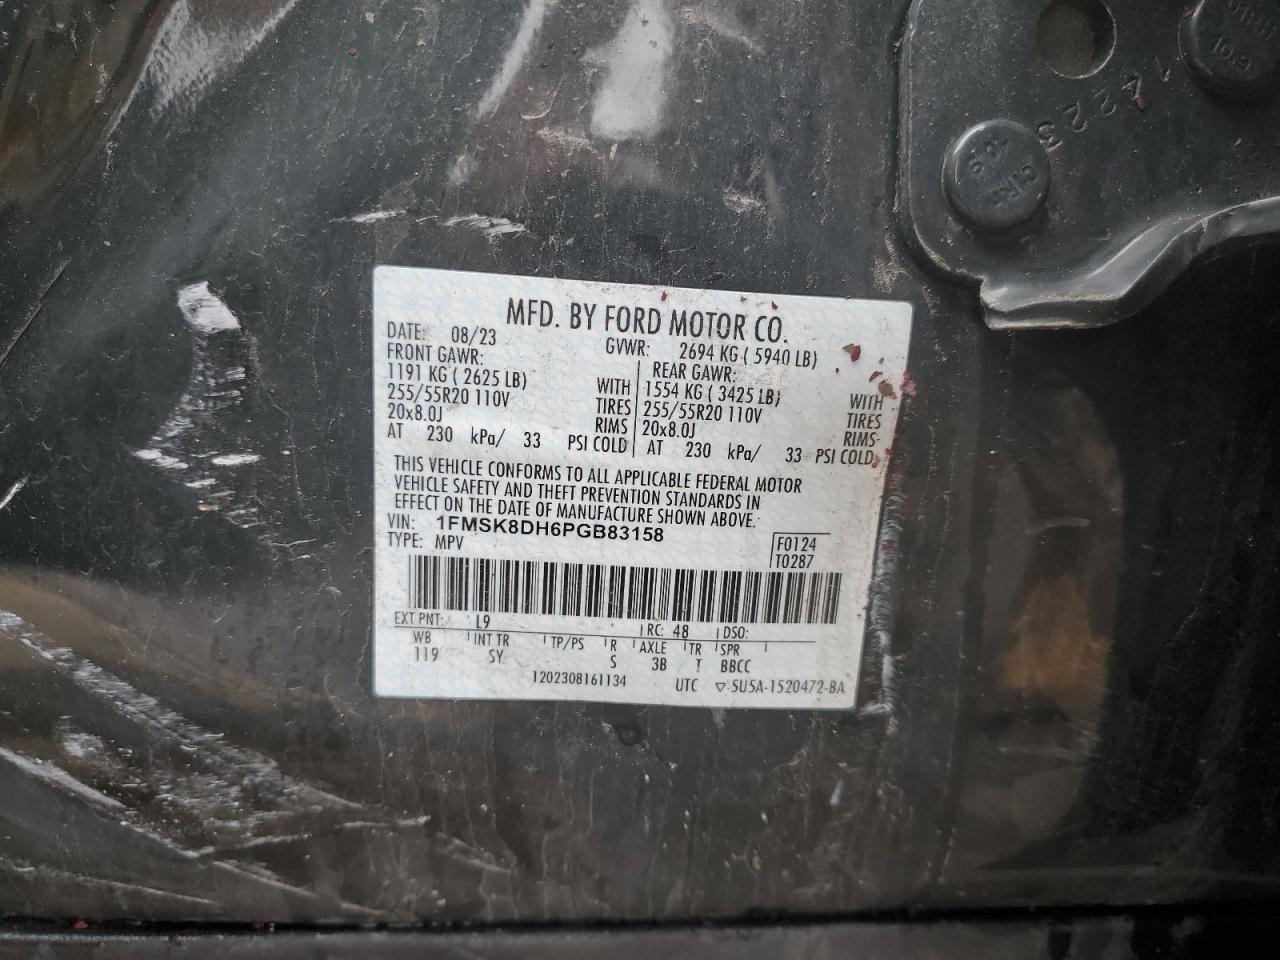 MFD. BY FORD MOTOR CO.
DATE: 08/23 GVWR: 2694 KG ( 5940 LB)
FRONT GAWR: REAR GAWR:
1191 KG ( 2625 LB) WITH 1554 KG ( 3425 LB) WITH
255/55R20 110V TIRES 255/55R20 110V TIRES
20x8.0J RIMS 20x8.0J RIMS
AT 230 kPa/ 33 PSI COLD AT 230 kPa/ 33 PSI COLD
THIS VEHICLE CONFORMS TO ALL APPLICABLE FEDERAL MOTOR
VEHICLE SAFETY AND THEFT PREVENTION STANDARDS IN
EFFECT ON THE DATE OF MANUFACTURE SHOWN ABOVE.
VIN: 1FMSK8DH6PGB83158
TYPE: MPV
F0124
T0287
EXT PNT: L9 RC: 48 DSO:
WB INT TR TP/PS R AXLE TR SPR
119 SY S 3B T BBCC
1202308161134 UTC ▽ 5U5A-1520472-BA
14223
10.9